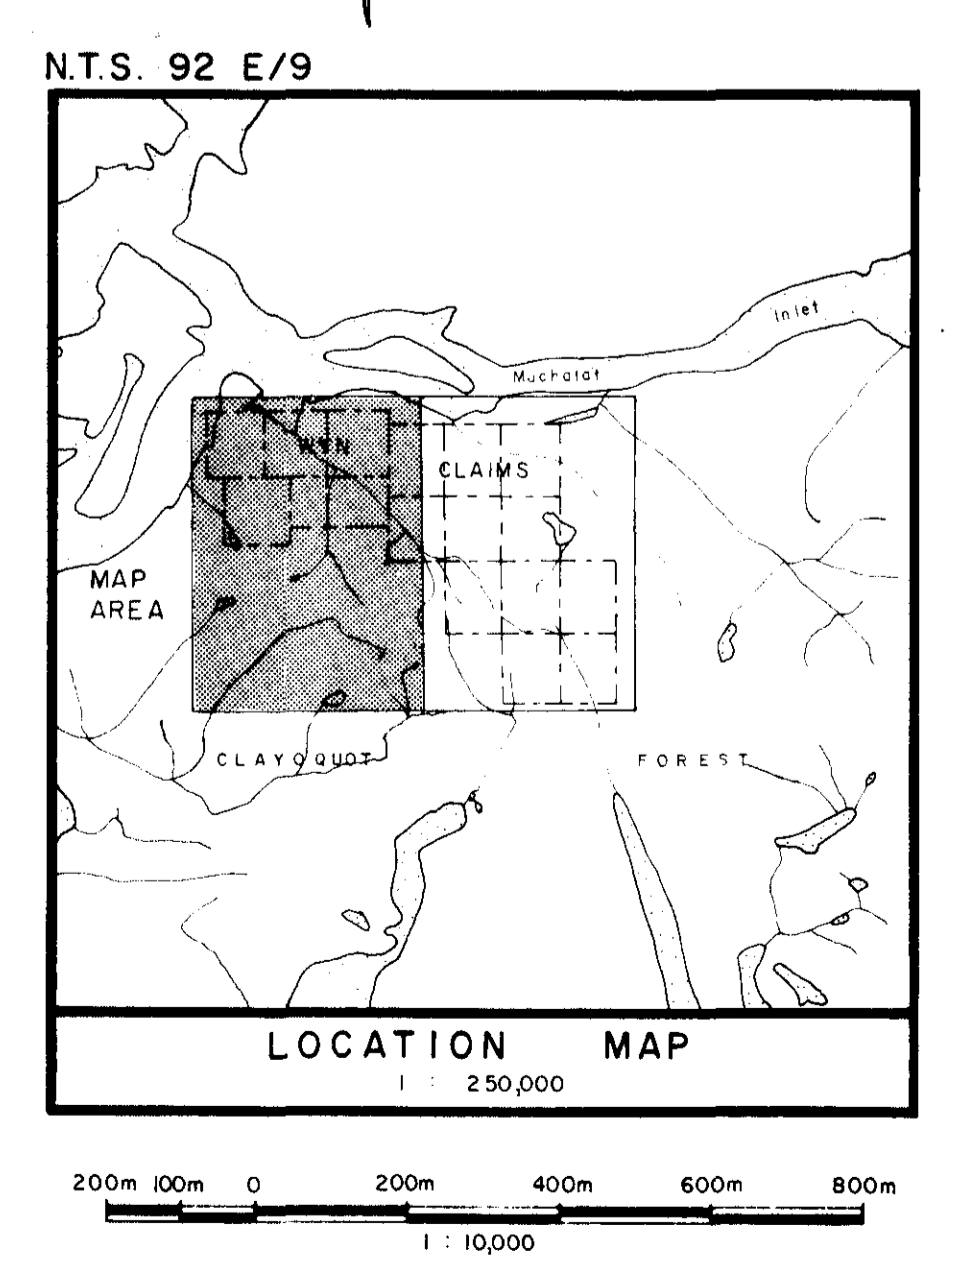 N.T.S. 92 E/9
Inlet
Muchalat
CLAIMS
MAP
AREA
CLAYOQUOT
FOREST
LOCATION MAP
1 : 250,000
200m 100m 0 200m 400m 600m 800m
1 : 10,000